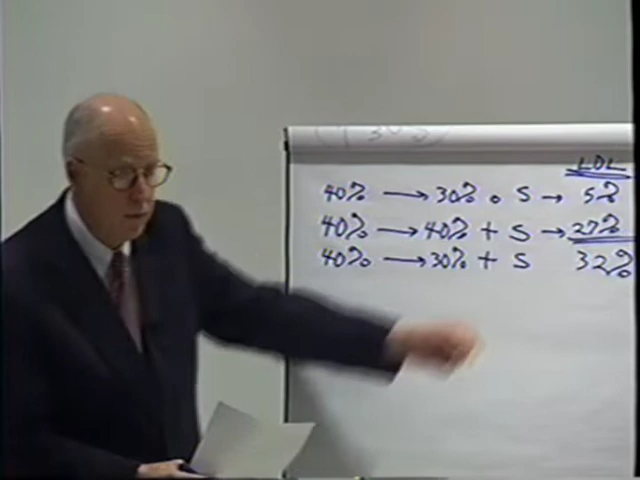 LDL
40% → 30% . S → 5%
40% → 40% + S → 27%
40% → 30% + S 32%